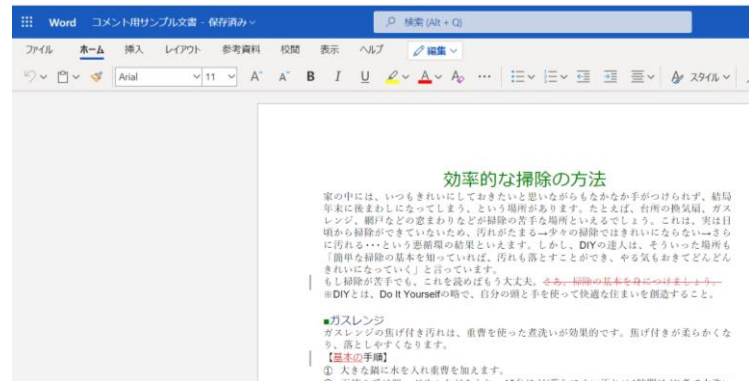 Word コメント用サンプル文書 - 保存済み 検索 (Alt + Q)
ファイル ホーム 挿入 レイアウト 参考資料 校閲 表示 ヘルプ 編集
Arial 11 A A B I U A A ... スタイル
効率的な掃除の方法
家の中には、いつもきれいにしておきたいと思いながらもなかなか手がつけられず、結局
年末に後まわしになってしまう、という場所があります。たとえば、台所の換気扇、ガス
レンジ、網戸などの窓まわりなどが掃除の苦手な場所といえるでしょう。これは、実は日
頃から掃除ができていないため、汚れがたまる→少々の掃除ではきれいにならない→さら
に汚れる・・・という悪循環の結果といえます。しかし、DIYの達人は、そういった場所も
「簡単な掃除の基本を知っていれば、汚れも落とすことができ、やる気もおきてどんどん
きれいになっていく」と言っています。
もし掃除が苦手でも、これを読めばもう大丈夫。さあ、掃除の基本を身につけましょう。
※DIYとは、Do It Yourselfの略で、自分の頭と手を使って快適な住まいを創造すること。
■ガスレンジ
ガスレンジの焦げ付き汚れは、重曹を使った煮洗いが効果的です。焦げ付きが柔らかくな
り、落としやすくなります。
【基本の手順】
① 大きな鍋に水を入れ重曹を加えます。